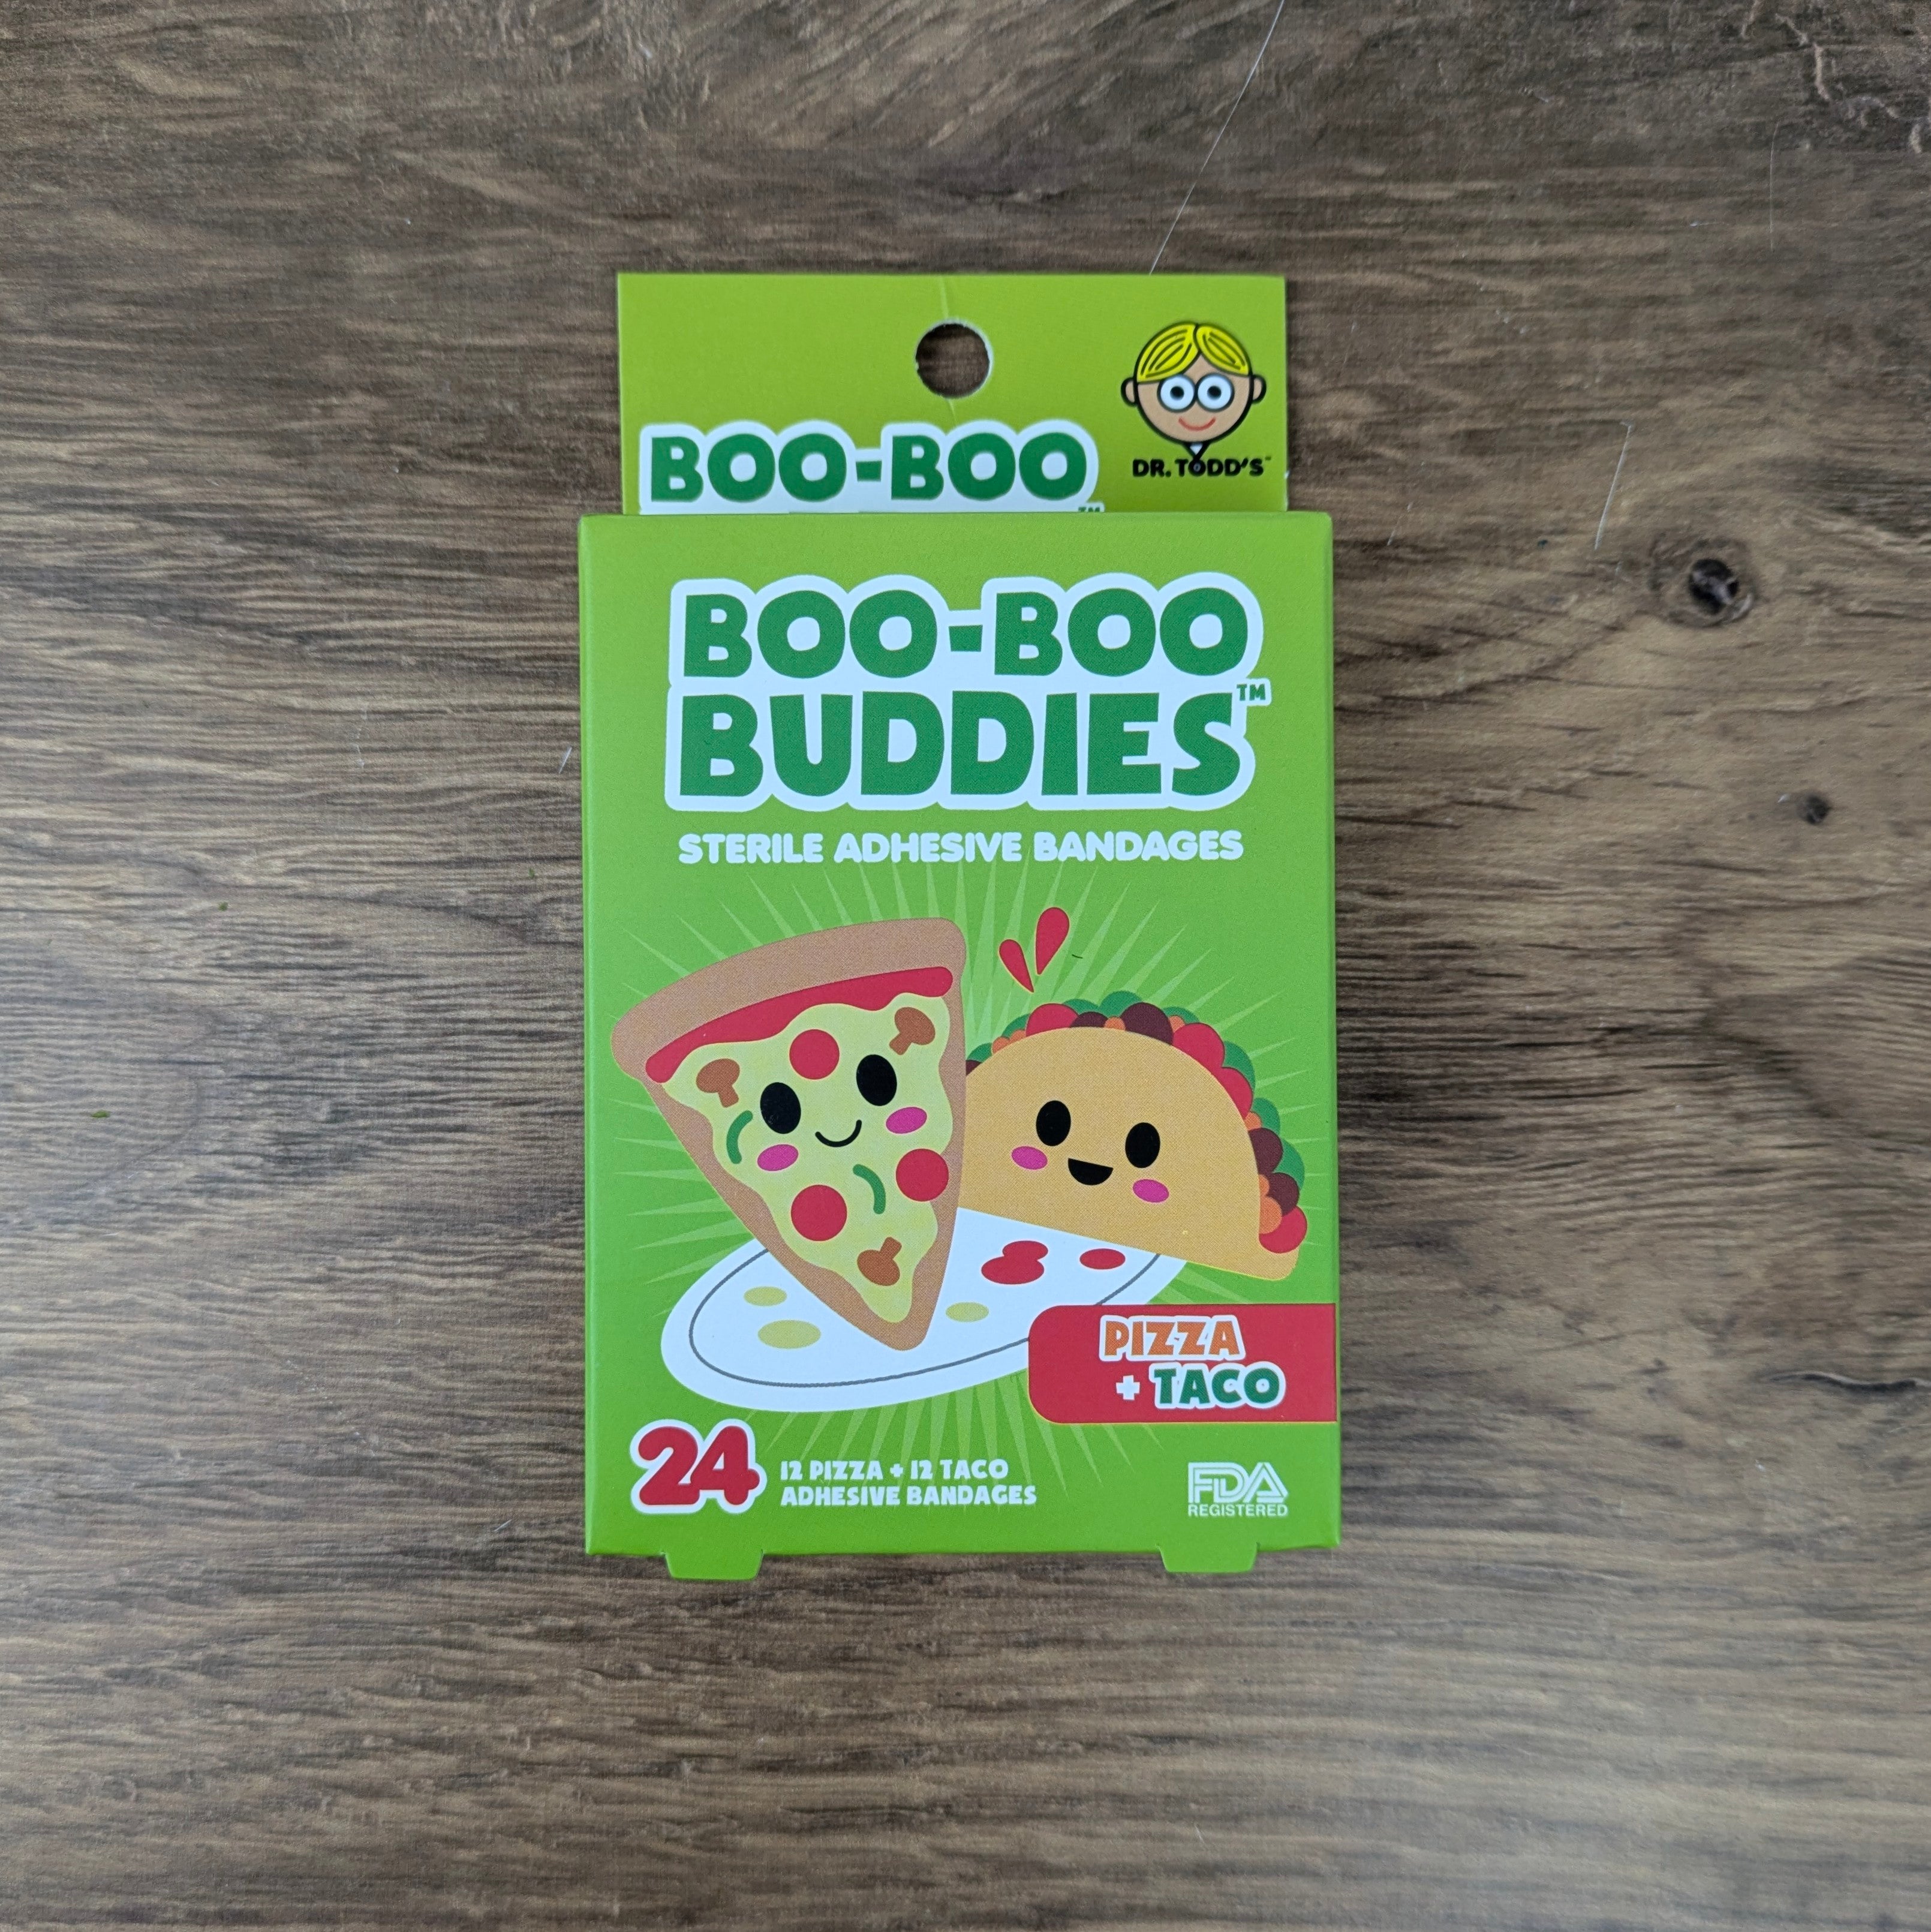 BOO-BOO
TM
DR. TODD'S
BOO-BOO
BUDDIES™
STERILE ADHESIVE BANDAGES
PIZZA
+ TACO
24
12 PIZZA + 12 TACO
ADHESIVE BANDAGES
FDA
REGISTERED